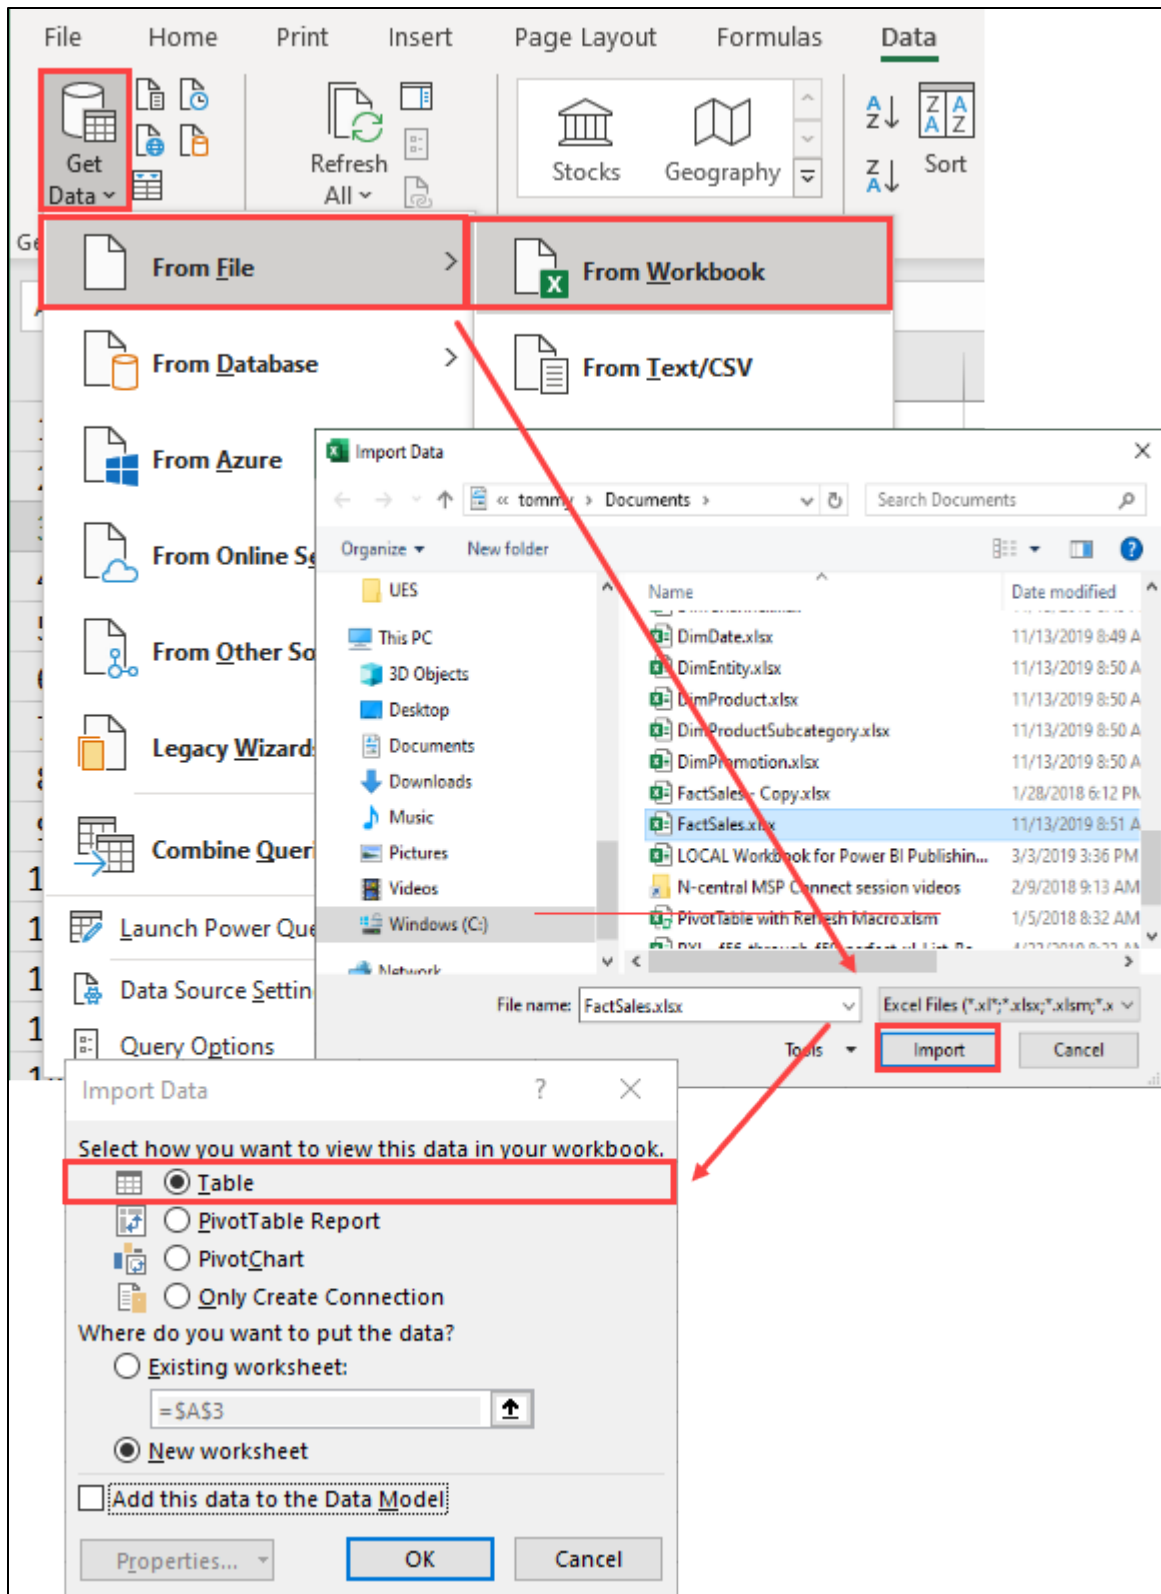 File Home Print Insert Page Layout Formulas Data
Get Data
Refresh All
Stocks
Geography
Sort
From File
From Workbook
From Database
From Text/CSV
From Azure
From Online
From Other So
Legacy Wizard
Combine Queri
Launch Power Que
Data Source Settin
Query Options
Import Data
« tommy > Documents >
Search Documents
Organize
New folder
UES
This PC
3D Objects
Desktop
Documents
Downloads
Music
Pictures
Videos
Windows (C:)
Network
Name Date modified
DimDate.xlsx 11/13/2019 8:49 A
DimEntity.xlsx 11/13/2019 8:50 A
DimProduct.xlsx 11/13/2019 8:50 A
DimProductSubcategory.xlsx 11/13/2019 8:50 A
DimPromotion.xlsx 11/13/2019 8:50 A
FactSales - Copy.xlsx 1/28/2018 6:12 PM
FactSales.xlsx 11/13/2019 8:51 A
LOCAL Workbook for Power BI Publishin... 3/3/2019 3:36 PM
N-central MSP Connect session videos 2/9/2018 9:13 AM
PivotTable with Refresh Macro.xlsm 1/5/2018 8:32 AM
File name: FactSales.xlsx
Excel Files (*.xl*;*.xlsx;*.xlsm;*.x
Tools
Import
Cancel
Import Data ?
Select how you want to view this data in your workbook.
Table
PivotTable Report
PivotChart
Only Create Connection
Where do you want to put the data?
Existing worksheet:
=$A$3
New worksheet
Add this data to the Data Model
Properties...
OK
Cancel